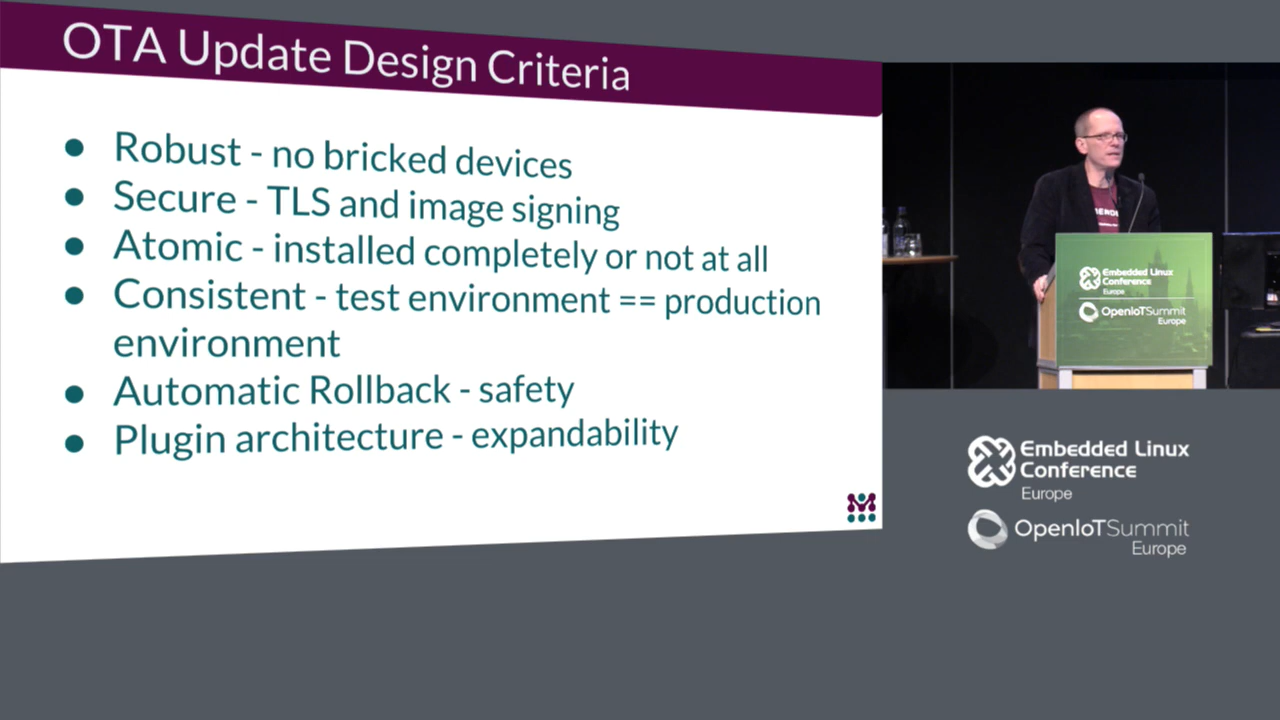 OTA Update Design Criteria
● Robust - no bricked devices
● Secure - TLS and image signing
● Atomic - installed completely or not at all
● Consistent - test environment == production
environment
● Automatic Rollback - safety
● Plugin architecture - expandability
Embedded Linux
Conference
Europe
OpenIoTSummit
Europe
Embedded Linux
Conference
Europe
OpenIoTSummit
Europe